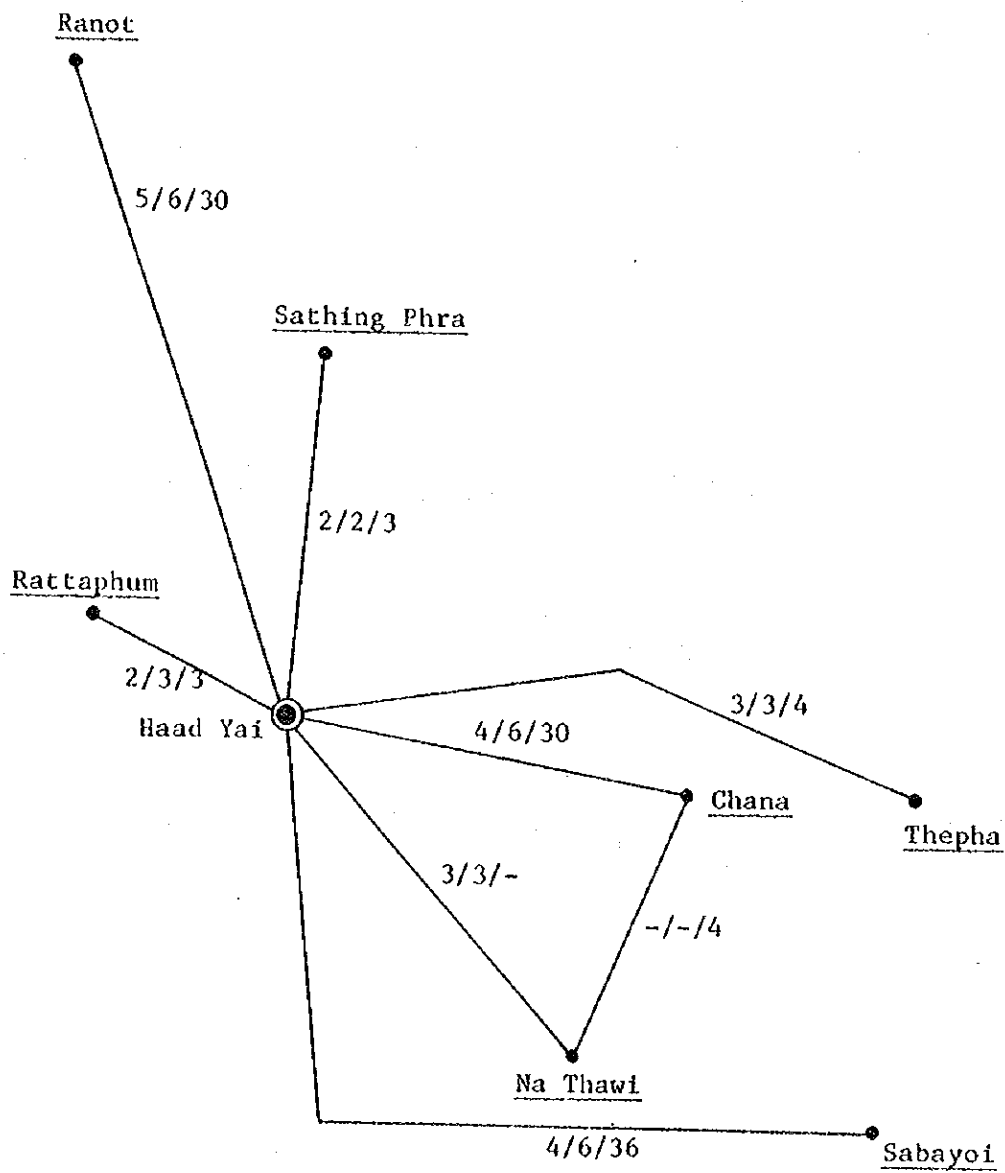 Ranot
5/6/30
Sathing Phra
2/2/3
Rattaphum
2/3/3
Haad Yai
3/3/4
4/6/30
Chana
Thepha
3/3/-
-/-/4
Na Thawi
4/6/36
Sabayoi